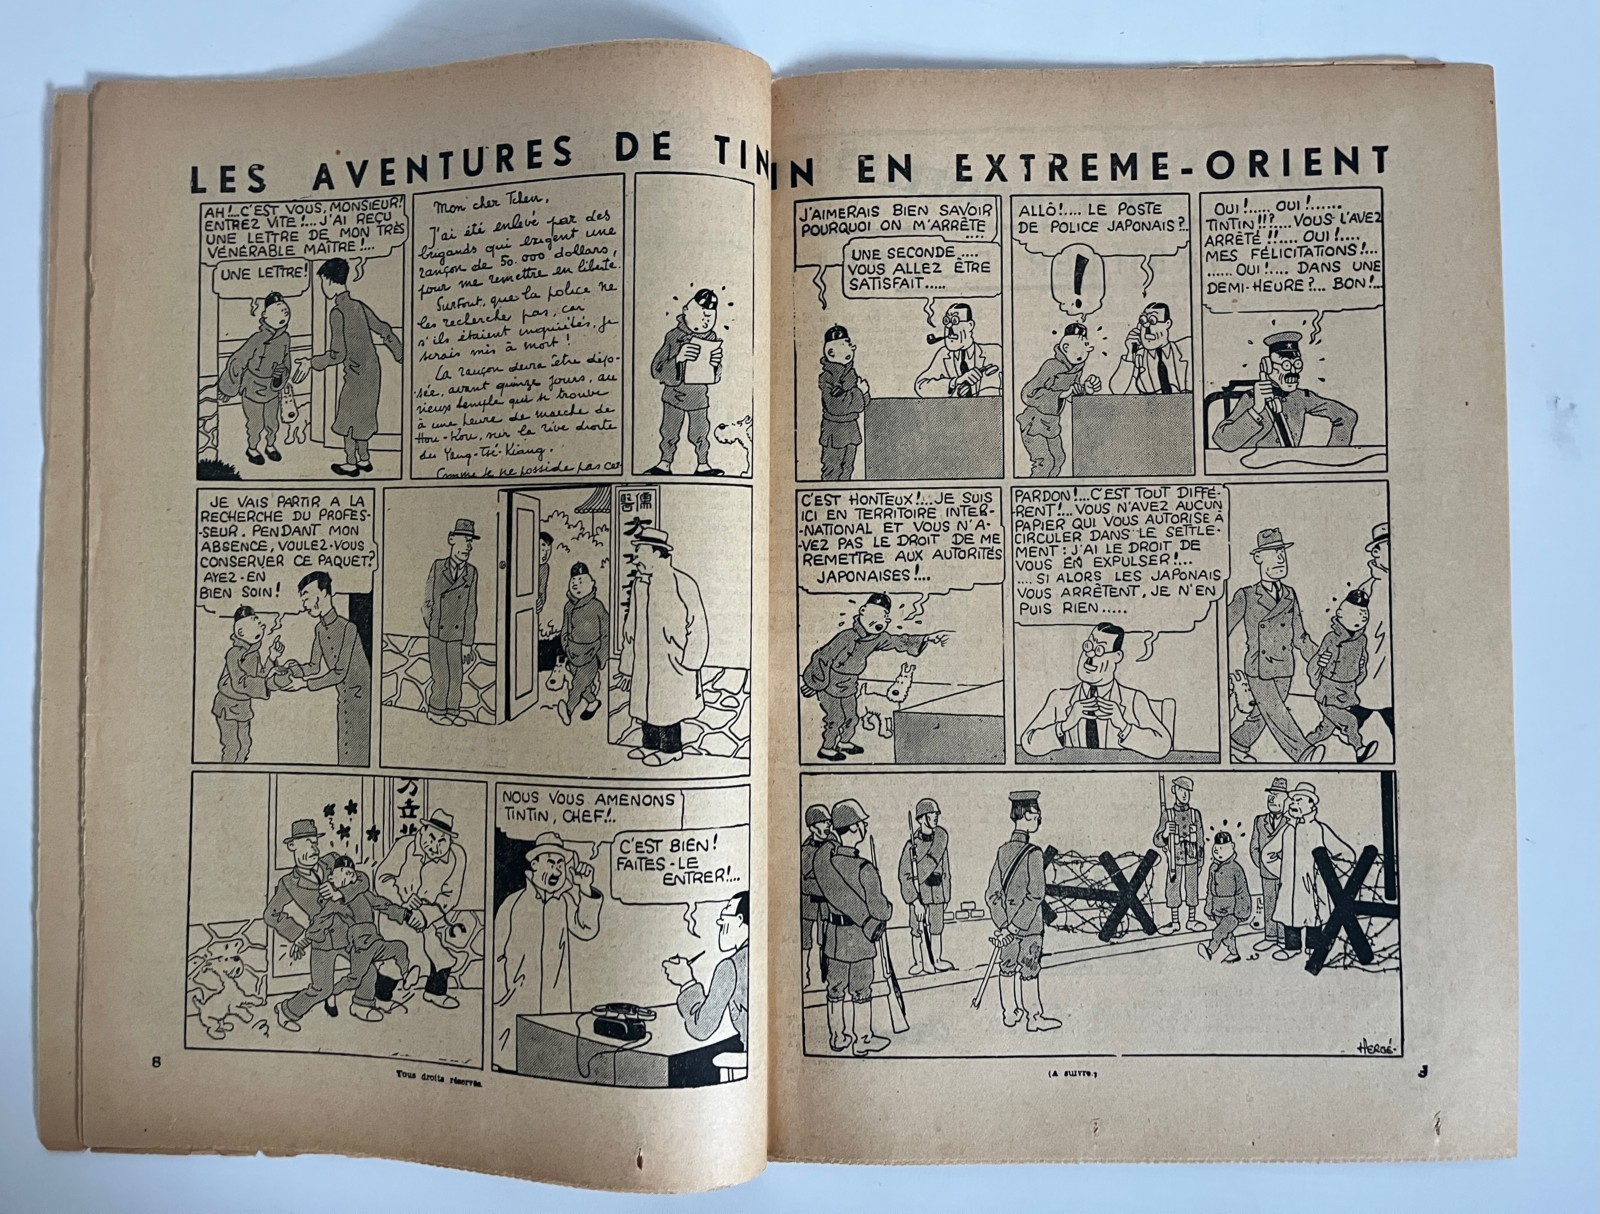 LES AVENTURES DE TINTIN EN EXTREME-ORIENT
AH!..C'EST VOUS, MONSIEUR!
ENTREZ VITE!...J'AI REÇU
UNE LETTRE DE MON TRÈS
VÉNÉRABLE MAÎTRE!...
UNE LETTRE!
Mon cher Tchen,
J'ai été enlevé par des
brigands qui exigent une
rançon de 50.000 dollars,
pour me remettre en liberté.
Surtout, que la police ne
les recherche pas, car
s'ils étaient inquiétés, je
serais mis à mort!
La rançon devra être dépo-
sée, avant quinze jours, au
vieux temple qui se trouve
à une heure de marche de
Hou-Kou, sur la rive droite
du Yang-Tsé-Kiang.
Comme je ne possède pas cet
JE VAIS PARTIR A LA
RECHERCHE DU PROFES-
-SEUR. PENDANT MON
ABSENCE, VOULEZ-VOUS
CONSERVER CE PAQUET?
AYEZ-EN
BIEN SOIN!
NOUS VOUS AMENONS
TINTIN, CHEF!..
C'EST BIEN!
FAITES-LE
ENTRER!...
8
Tous droits réservés.
J'AIMERAIS BIEN SAVOIR
POURQUOI ON M'ARRÊTE
....
UNE SECONDE....
VOUS ALLEZ ÊTRE
SATISFAIT.....
ALLÔ!.... LE POSTE
DE POLICE JAPONAIS?..
!
OUI!..... OUI!......
TINTIN!!?.... VOUS L'AVEZ
ARRÊTÉ!!.... OUI!....
MES FÉLICITATIONS!...
...... OUI!.... DANS UNE
DEMI-HEURE?... BON!...
C'EST HONTEUX!...JE SUIS
ICI EN TERRITOIRE INTER-
-NATIONAL ET VOUS N'A-
-VEZ PAS LE DROIT DE ME
REMETTRE AUX AUTORITÉS
JAPONAISES!...
PARDON!...C'EST TOUT DIFFÉ-
RENT!...VOUS N'AVEZ AUCUN
PAPIER QUI VOUS AUTORISE À
CIRCULER DANS LE SETTLE-
MENT: J'AI LE DROIT DE
VOUS EN EXPULSER!...
....SI ALORS LES JAPONAIS
VOUS ARRÊTENT, JE N'EN
PUIS RIEN.....
HERGÉ-
(A suivre.)